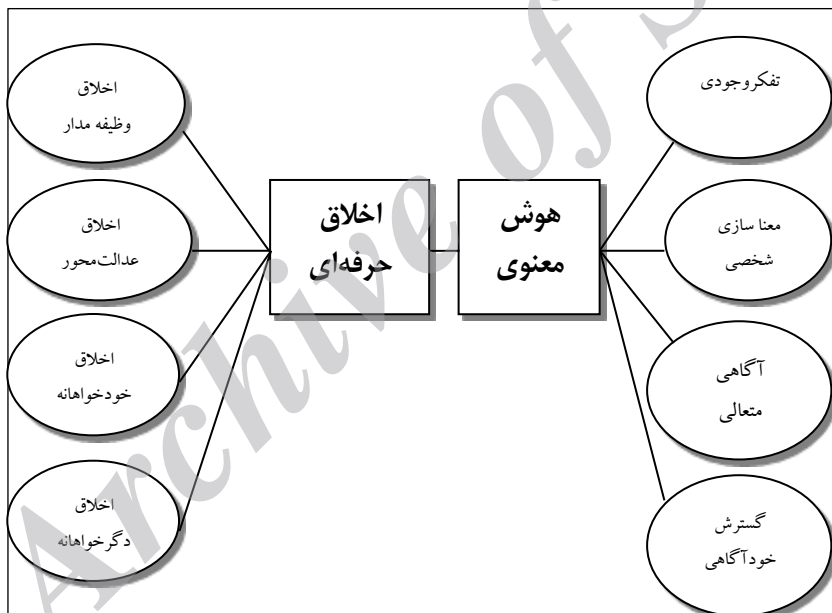 تفکروجودی
معنا سازی
شخصی
آگاهی
متعالی
گسترش
خودآگاهی
هوش
معنوی
اخلاق
حرفه‌ای
اخلاق
وظیفه مدار
اخلاق
عدالت‌محور
اخلاق
خودخواهانه
اخلاق
دگرخواهانه
Archive of S